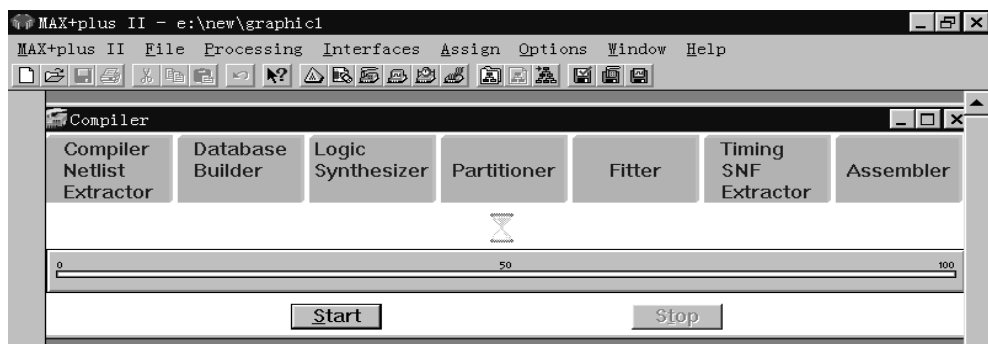 MAX+plus II - e:\new\graphic1
MAX+plus II File Processing Interfaces Assign Options Window Help
Compiler
Compiler Netlist Extractor
Database Builder
Logic Synthesizer
Partitioner
Fitter
Timing SNF Extractor
Assembler
0 50 100
Start Stop